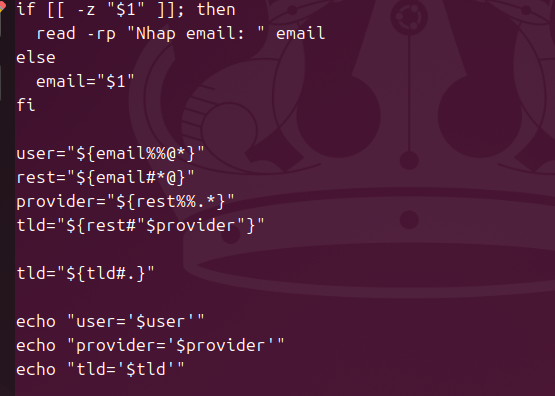 if [[ -z "$1" ]]; then
  read -rp "Nhap email: " email
else
  email="$1"
fi

user="${email%%@*}"
rest="${email#*@}"
provider="${rest%%.*}"
tld="${rest#"$provider"}"

tld="${tld#.}"

echo "user='$user'"
echo "provider='$provider'"
echo "tld='$tld'"